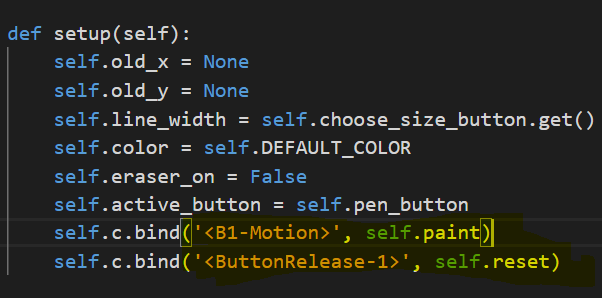 def setup(self):
    self.old_x = None
    self.old_y = None
    self.line_width = self.choose_size_button.get()
    self.color = self.DEFAULT_COLOR
    self.eraser_on = False
    self.active_button = self.pen_button
    self.c.bind('<B1-Motion>', self.paint)
    self.c.bind('<ButtonRelease-1>', self.reset)